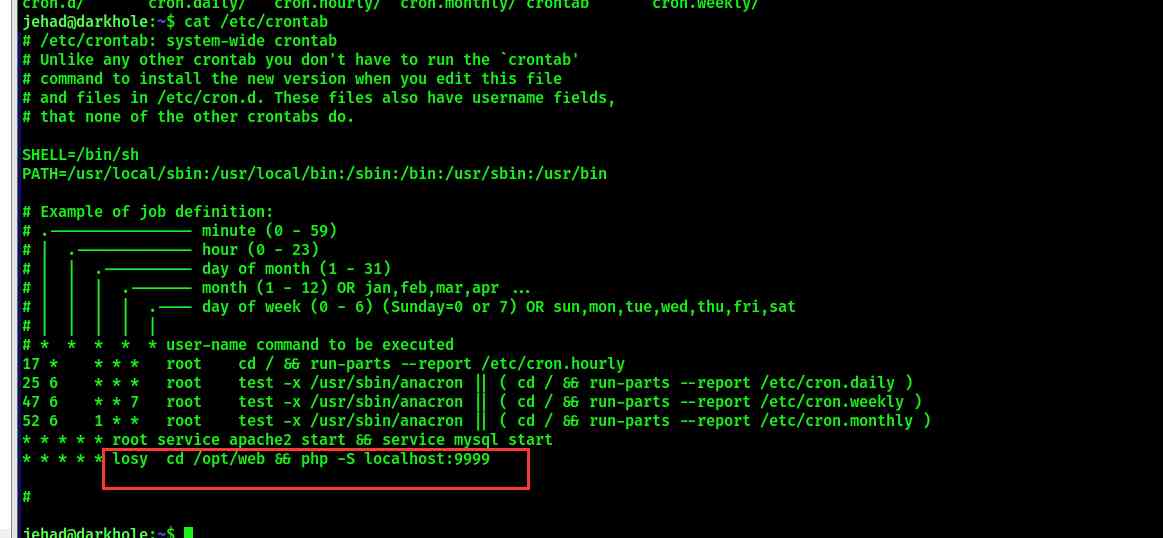 cron.d/      cron.daily/   cron.hourly/  cron.monthly/ crontab       cron.weekly/
jehad@darkhole:~$ cat /etc/crontab
# /etc/crontab: system-wide crontab
# Unlike any other crontab you don't have to run the `crontab'
# command to install the new version when you edit this file
# and files in /etc/cron.d. These files also have username fields,
# that none of the other crontabs do.

SHELL=/bin/sh
PATH=/usr/local/sbin:/usr/local/bin:/sbin:/bin:/usr/sbin:/usr/bin

# Example of job definition:
# .---------------- minute (0 - 59)
# |  .------------- hour (0 - 23)
# |  |  .---------- day of month (1 - 31)
# |  |  |  .------- month (1 - 12) OR jan,feb,mar,apr ...
# |  |  |  |  .---- day of week (0 - 6) (Sunday=0 or 7) OR sun,mon,tue,wed,thu,fri,sat
# |  |  |  |  |
# *  *  *  *  * user-name command to be executed
17 *    * * *   root    cd / && run-parts --report /etc/cron.hourly
25 6    * * *   root    test -x /usr/sbin/anacron || ( cd / && run-parts --report /etc/cron.daily )
47 6    * * 7   root    test -x /usr/sbin/anacron || ( cd / && run-parts --report /etc/cron.weekly )
52 6    1 * *   root    test -x /usr/sbin/anacron || ( cd / && run-parts --report /etc/cron.monthly )
* * * * * root service apache2 start && service mysql start
* * * * * losy  cd /opt/web && php -S localhost:9999

#

jehad@darkhole:~$